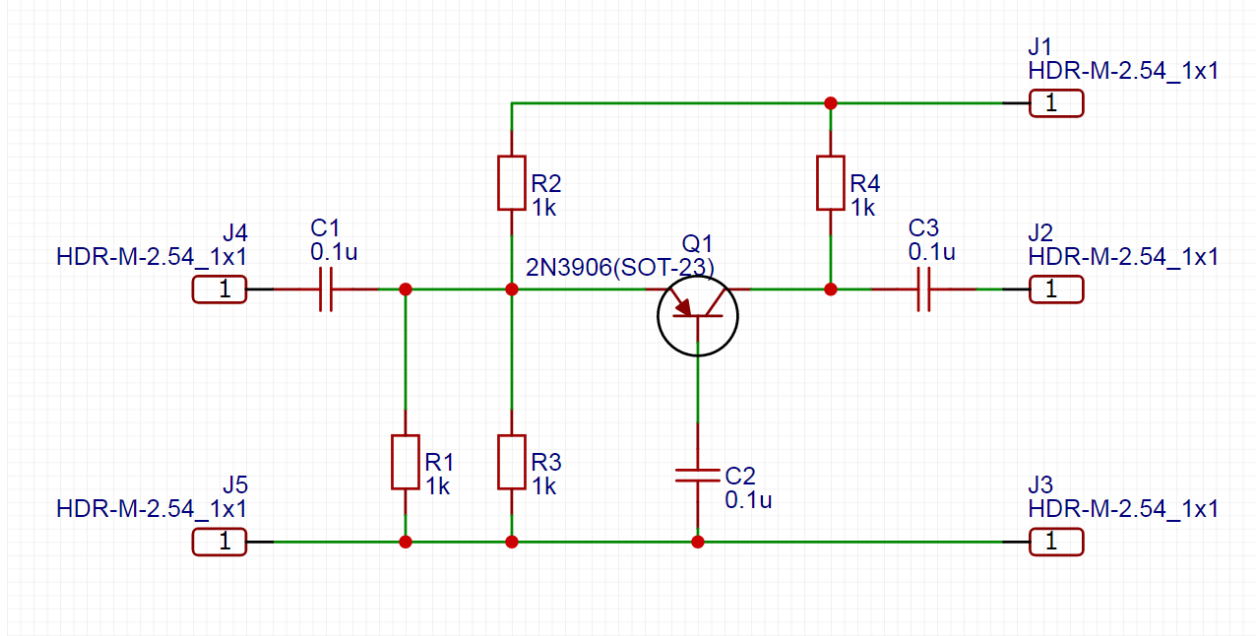 J1
HDR-M-2.54_1x1
1
R2
1k
R4
1k
J4
HDR-M-2.54_1x1
1
C1
0.1u
Q1
2N3906(SOT-23)
C3
0.1u
J2
HDR-M-2.54_1x1
1
R1
1k
R3
1k
C2
0.1u
J5
HDR-M-2.54_1x1
1
J3
HDR-M-2.54_1x1
1